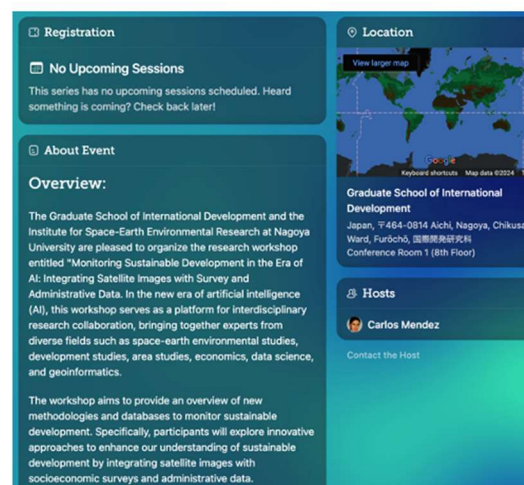 Registration
No Upcoming Sessions
This series has no upcoming sessions scheduled. Heard
something is coming? Check back later!
About Event
Overview:
The Graduate School of International Development and the
Institute for Space-Earth Environmental Research at Nagoya
University are pleased to organize the research workshop
entitled "Monitoring Sustainable Development in the Era of
AI: Integrating Satellite Images with Survey and
Administrative Data. In the new era of artificial intelligence
(AI), this workshop serves as a platform for interdisciplinary
research collaboration, bringing together experts from
diverse fields such as space-earth environmental studies,
development studies, area studies, economics, data science,
and geoinformatics.
The workshop aims to provide an overview of new
methodologies and databases to monitor sustainable
development. Specifically, participants will explore innovative
approaches to enhance our understanding of sustainable
development by integrating satellite images with
socioeconomic surveys and administrative data.
Location
View larger map
Google
Keyboard shortcuts Map data ©2024
Graduate School of International
Development
Japan, 〒464-0814 Aichi, Nagoya, Chikusa
Ward, Furōchō, 国際開発研究科
Conference Room 1 (8th Floor)
Hosts
Carlos Mendez
Contact the Host